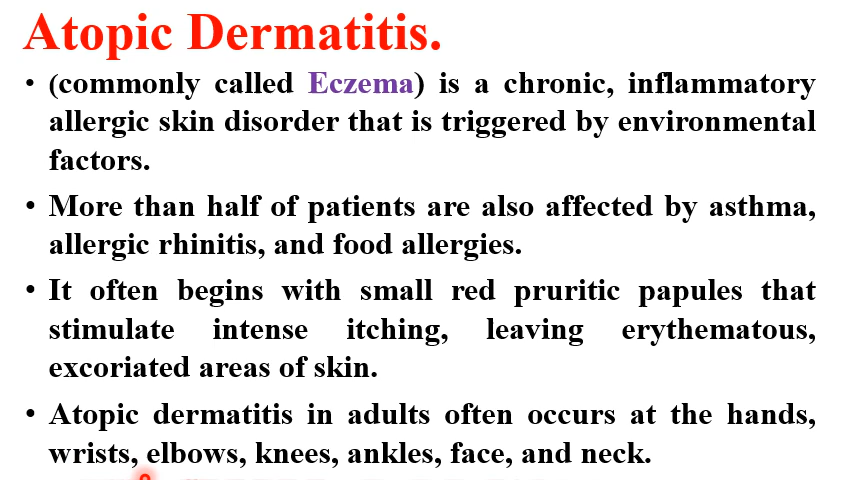 Atopic Dermatitis.
• (commonly called Eczema) is a chronic, inflammatory
allergic skin disorder that is triggered by environmental
factors.
• More than half of patients are also affected by asthma,
allergic rhinitis, and food allergies.
• It often begins with small red pruritic papules that
stimulate intense itching, leaving erythematous,
excoriated areas of skin.
• Atopic dermatitis in adults often occurs at the hands,
wrists, elbows, knees, ankles, face, and neck.